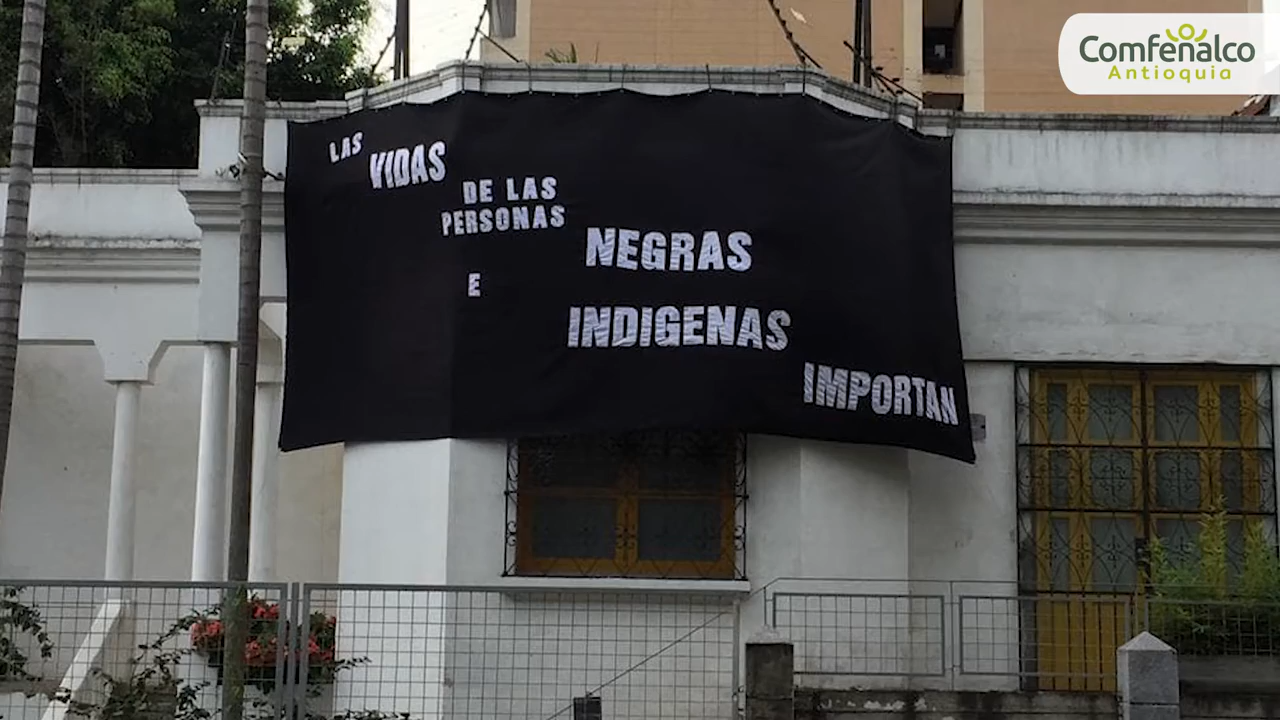 Comfenalco
Antioquia
LAS
VIDAS
DE LAS
PERSONAS
NEGRAS
E
INDIGENAS
IMPORTAN